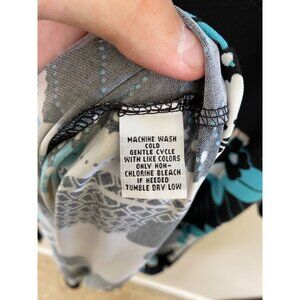 MACHINE WASH
COLD
GENTLE CYCLE
WITH LIKE COLORS
ONLY NON-
CHLORINE BLEACH
IF NEEDED
TUMBLE DRY LOW